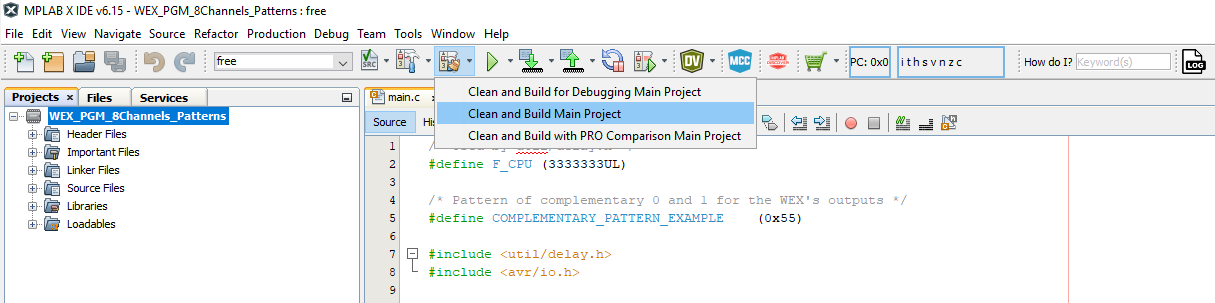 MPLAB X IDE v6.15 - WEX_PGM_8Channels_Patterns : free
File Edit View Navigate Source Refactor Production Debug Team Tools Window Help
free
SRC
DV
MCC
PC: 0x0
i t h s v n z c
How do I?
Keyword(s)
LOG
Clean and Build for Debugging Main Project
Clean and Build Main Project
Clean and Build with PRO Comparison Main Project
Projects x Files Services
WEX_PGM_8Channels_Patterns
Header Files
Important Files
Linker Files
Source Files
Libraries
Loadables
main.c
Source His
1
2 #define F_CPU (3333333UL)
3
4 /* Pattern of complementary 0 and 1 for the WEX's outputs */
5 #define COMPLEMENTARY_PATTERN_EXAMPLE (0x55)
6
7 #include <util/delay.h>
8 #include <avr/io.h>
9